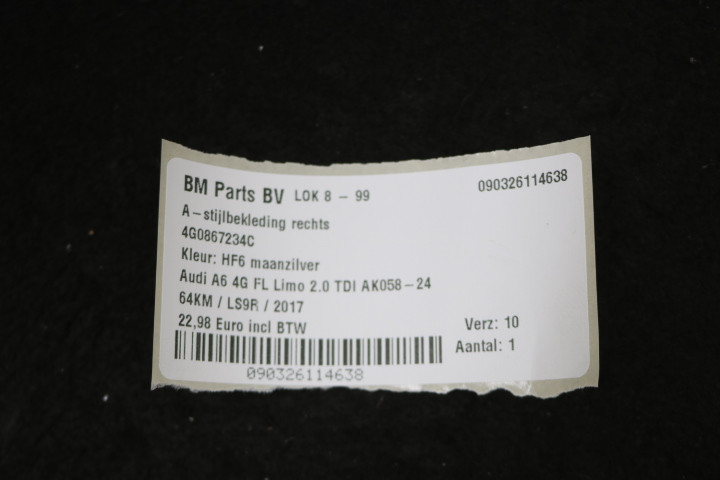 BM Parts BV LOK 8 - 99 090326114638
A-stijlbekleding rechts
4G0867234C
Kleur: HF6 maanzilver
Audi A6 4G FL Limo 2.0 TDI AK058-24
64KM / LS9R / 2017
22,98 Euro incl BTW
Verz: 10
Aantal: 1
090326114638